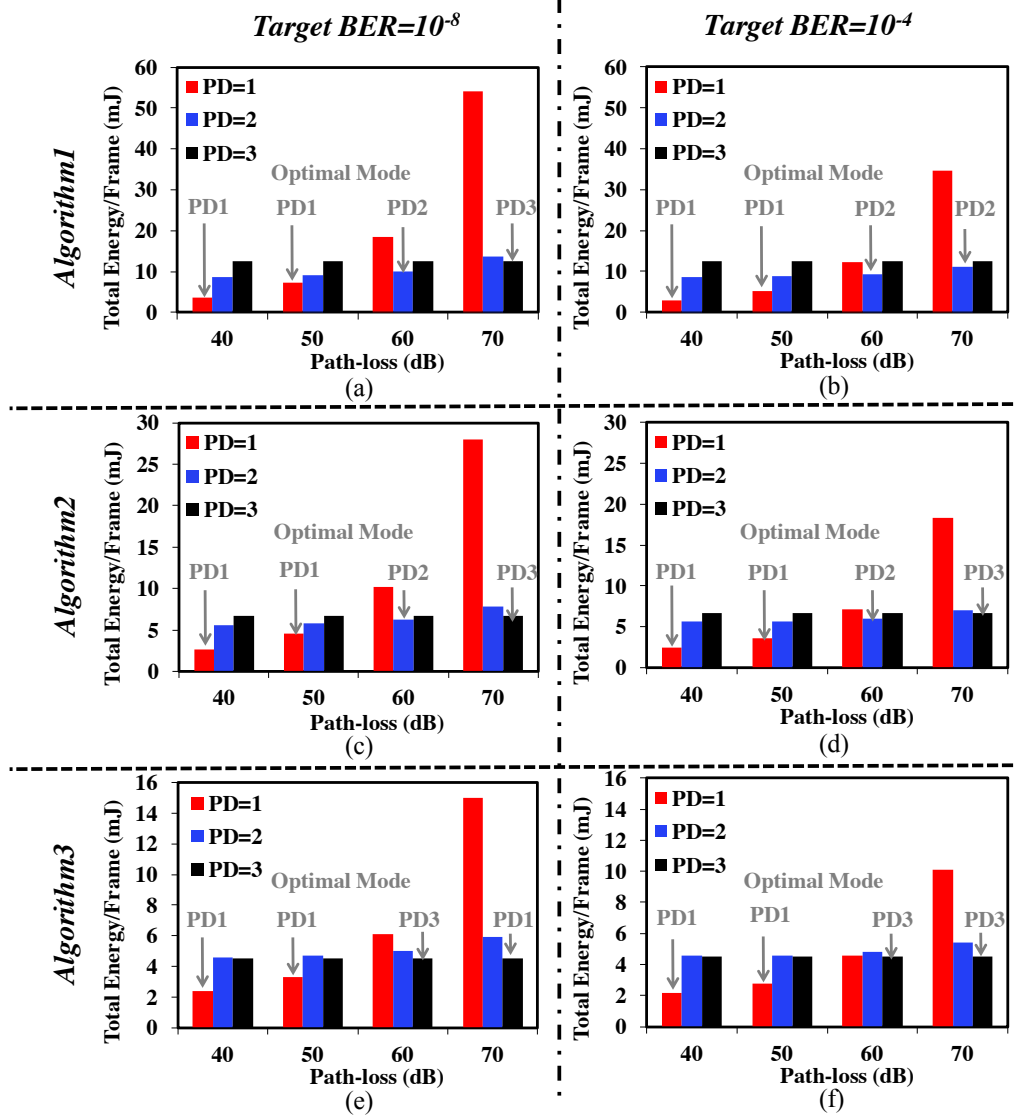 Target BER=10⁻⁸
Target BER=10⁻⁴
Algorithm1
Total Energy/Frame (mJ)
60
50
40
30
20
10
0
PD=1
PD=2
PD=3
Optimal Mode
PD1
PD1
PD2
PD3
40 50 60 70
Path-loss (dB)
(a)
Total Energy/Frame (mJ)
60
50
40
30
20
10
0
PD=1
PD=2
PD=3
Optimal Mode
PD1
PD1
PD2
PD2
40 50 60 70
Path-loss (dB)
(b)
Algorithm2
Total Energy/Frame (mJ)
30
25
20
15
10
5
0
PD=1
PD=2
PD=3
Optimal Mode
PD1
PD1
PD2
PD3
40 50 60 70
Path-loss (dB)
(c)
Total Energy/Frame (mJ)
30
25
20
15
10
5
0
PD=1
PD=2
PD=3
Optimal Mode
PD1
PD1
PD2
PD3
40 50 60 70
Path-loss (dB)
(d)
Algorithm3
Total Energy/Frame (mJ)
16
14
12
10
8
6
4
2
0
PD=1
PD=2
PD=3
Optimal Mode
PD1
PD1
PD3
PD1
40 50 60 70
Path-loss (dB)
(e)
Total Energy/Frame (mJ)
16
14
12
10
8
6
4
2
0
PD=1
PD=2
PD=3
Optimal Mode
PD1
PD1
PD3
PD3
40 50 60 70
Path-loss (dB)
(f)